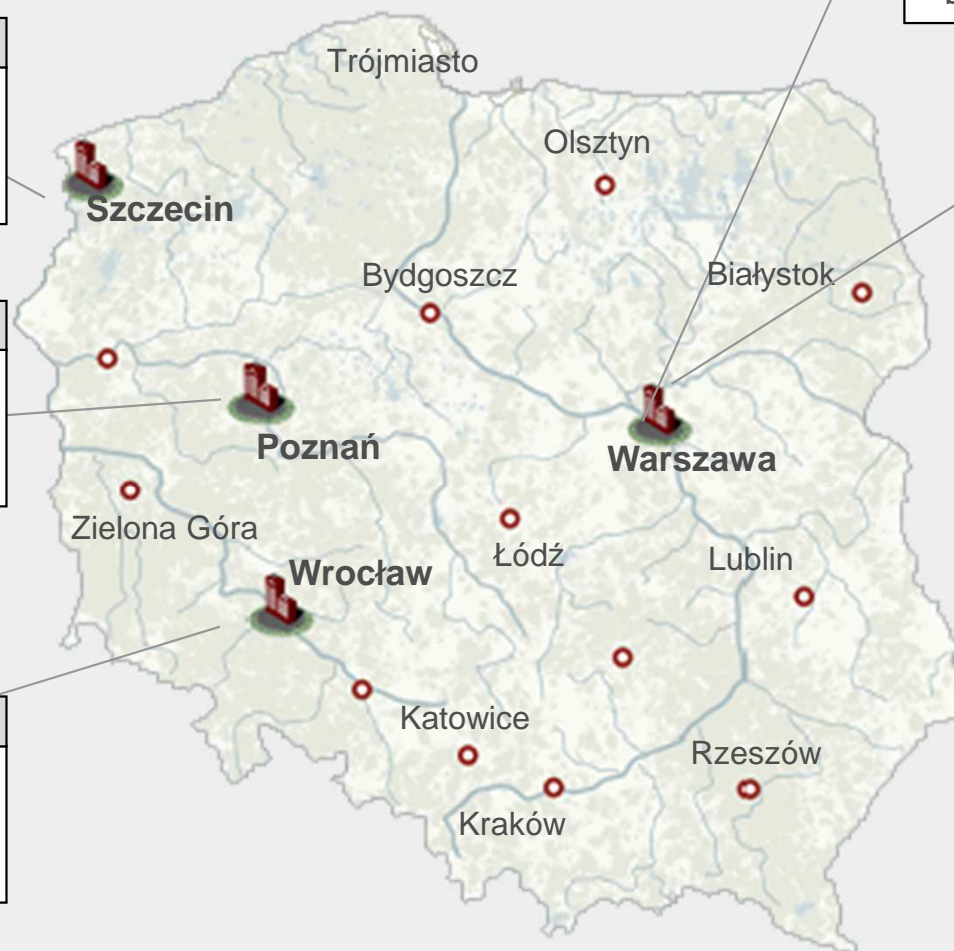 Trójmiasto
Olsztyn
Szczecin
Bydgoszcz
Białystok
Poznań
Warszawa
Zielona Góra
Łódź
Wrocław
Lublin
Katowice
Rzeszów
Kraków